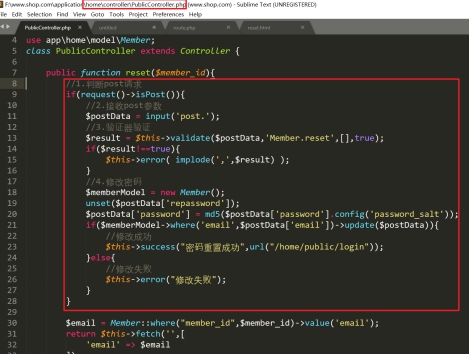 F:\www.shop.com\application\home\controller\PublicController.php (www.shop.com) - Sublime Text (UNREGISTERED)
File Edit Selection Find View Goto Tools Project Preferences Help
PublicController.php untitled route.php reset.html
4 use app\home\model\Member;
5 class PublicController extends Controller {
6
7 public function reset($member_id){
8 //1.判断post请求
9 if(request()->isPost()){
10 //2.接收post参数
11 $postData = input('post.');
12 //3.验证器验证
13 $result = $this->validate($postData,'Member.reset',[],true);
14 if($result!==true){
15 $this->error( implode(',',$result) );
16 }
17 //4.修改密码
18 $memberModel = new Member();
19 unset($postData['repassword']);
20 $postData['password'] = md5($postData['password'].config('password_salt'));
21 if($memberModel->where('email',$postData['email'])->update($postData)){
22 //修改成功
23 $this->success("密码重置成功",url("/home/public/login"));
24 }else{
25 //修改失败
26 $this->error("修改失败");
27 }
28 }
29
30 $email = Member::where("member_id",$member_id)->value('email');
31 return $this->fetch('',[
32 'email' => $email